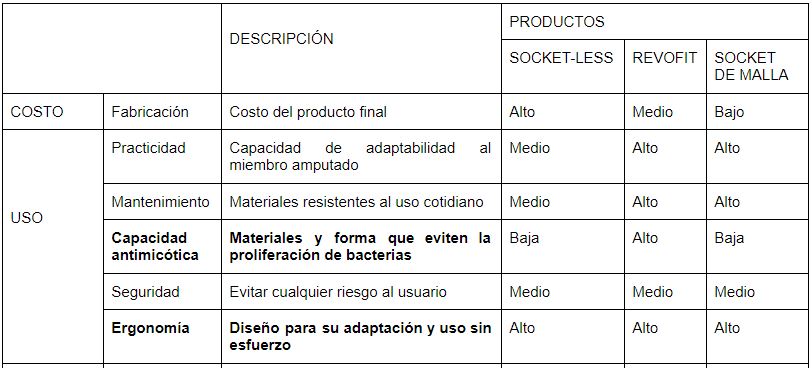 DESCRIPCIÓN
PRODUCTOS
SOCKET-LESS REVOFIT SOCKET
DE MALLA
COSTO Fabricación Costo del producto final Alto Medio Bajo
USO
Practicidad Capacidad de adaptabilidad al Medio Alto Alto
miembro amputado
Mantenimiento Materiales resistentes al uso cotidiano Medio Alto Alto
Capacidad Materiales y forma que eviten la Baja Alto Baja
antimicótica proliferación de bacterias
Seguridad Evitar cualquier riesgo al usuario Medio Medio Medio
Ergonomía Diseño para su adaptación y uso sin Alto Alto Alto
esfuerzo